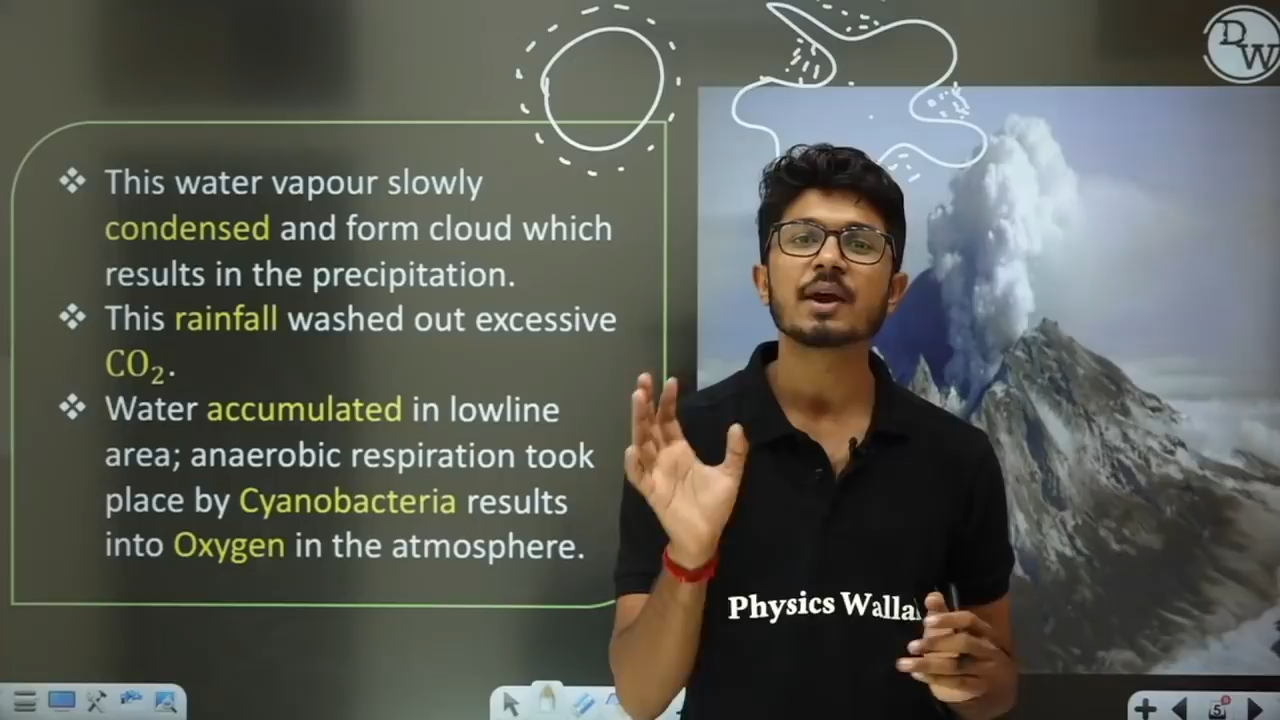 This water vapour slowly
condensed and form cloud which
results in the precipitation.
This rainfall washed out excessive
CO₂.
Water accumulated in lowline
area; anaerobic respiration took
place by Cyanobacteria results
into Oxygen in the atmosphere.
Physics Walla
PW
5